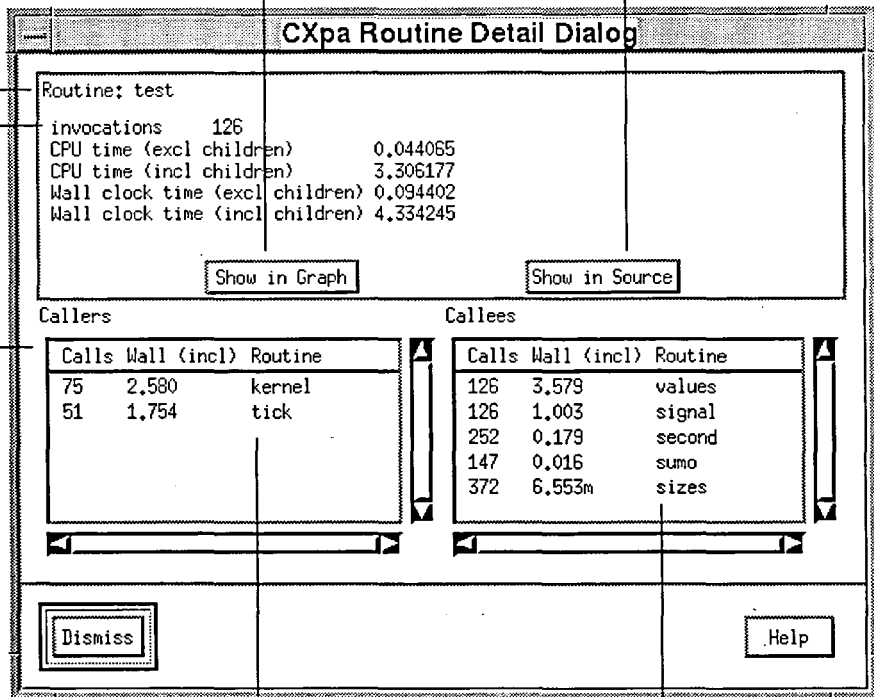 CXpa Routine Detail Dialog
Routine: test
invocations 126
CPU time (excl children) 0.044065
CPU time (incl children) 3.306177
Wall clock time (excl children) 0.094402
Wall clock time (incl children) 4.334245
Show in Graph Show in Source
Callers Callees
Calls Wall (incl) Routine
75 2.580 kernel
51 1.754 tick
Calls Wall (incl) Routine
126 3.579 values
126 1.003 signal
252 0.179 second
147 0.016 sumo
372 6.553m sizes
Dismiss Help